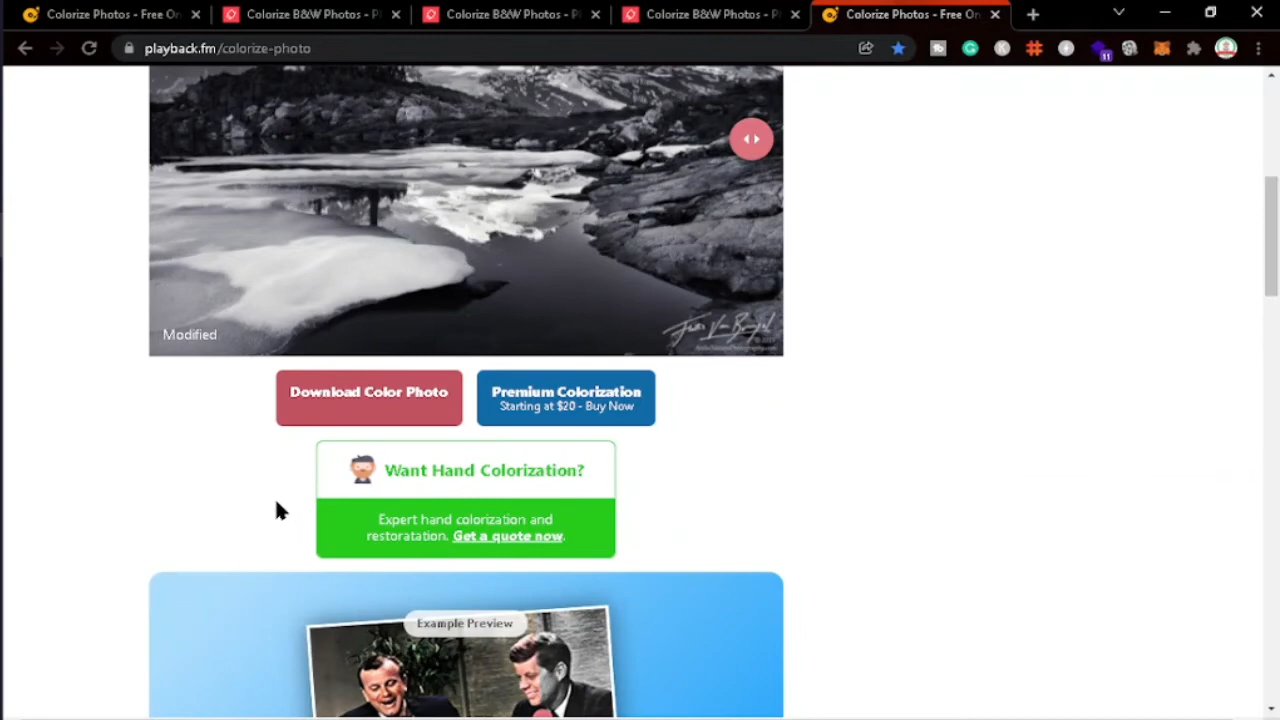 Colorize Photos - Free On
Colorize B&W Photos - P
Colorize B&W Photos - P
Colorize B&W Photos - P
Colorize Photos - Free On
playback.fm/colorize-photo
11
Modified
Download Color Photo
Premium Colorization
Starting at $20 - Buy Now
Want Hand Colorization?
Expert hand colorization and
restoratation. Get a quote now.
Example Preview